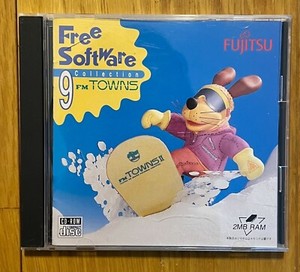 Free
Software
Collection
9 FM TOWNS
FUJITSU
FM TOWNS II
CD-ROM
disc
2MB RAM